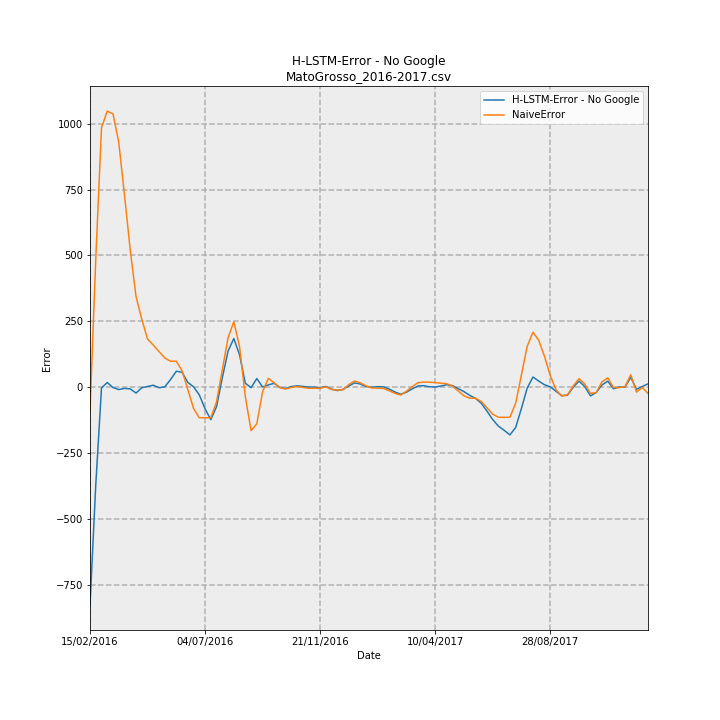 H-LSTM-Error - No Google
MatoGrosso_2016-2017.csv
H-LSTM-Error - No Google
NaiveError
1000
750
500
250
0
−250
−500
−750
Error
15/02/2016
04/07/2016
21/11/2016
10/04/2017
28/08/2017
Date